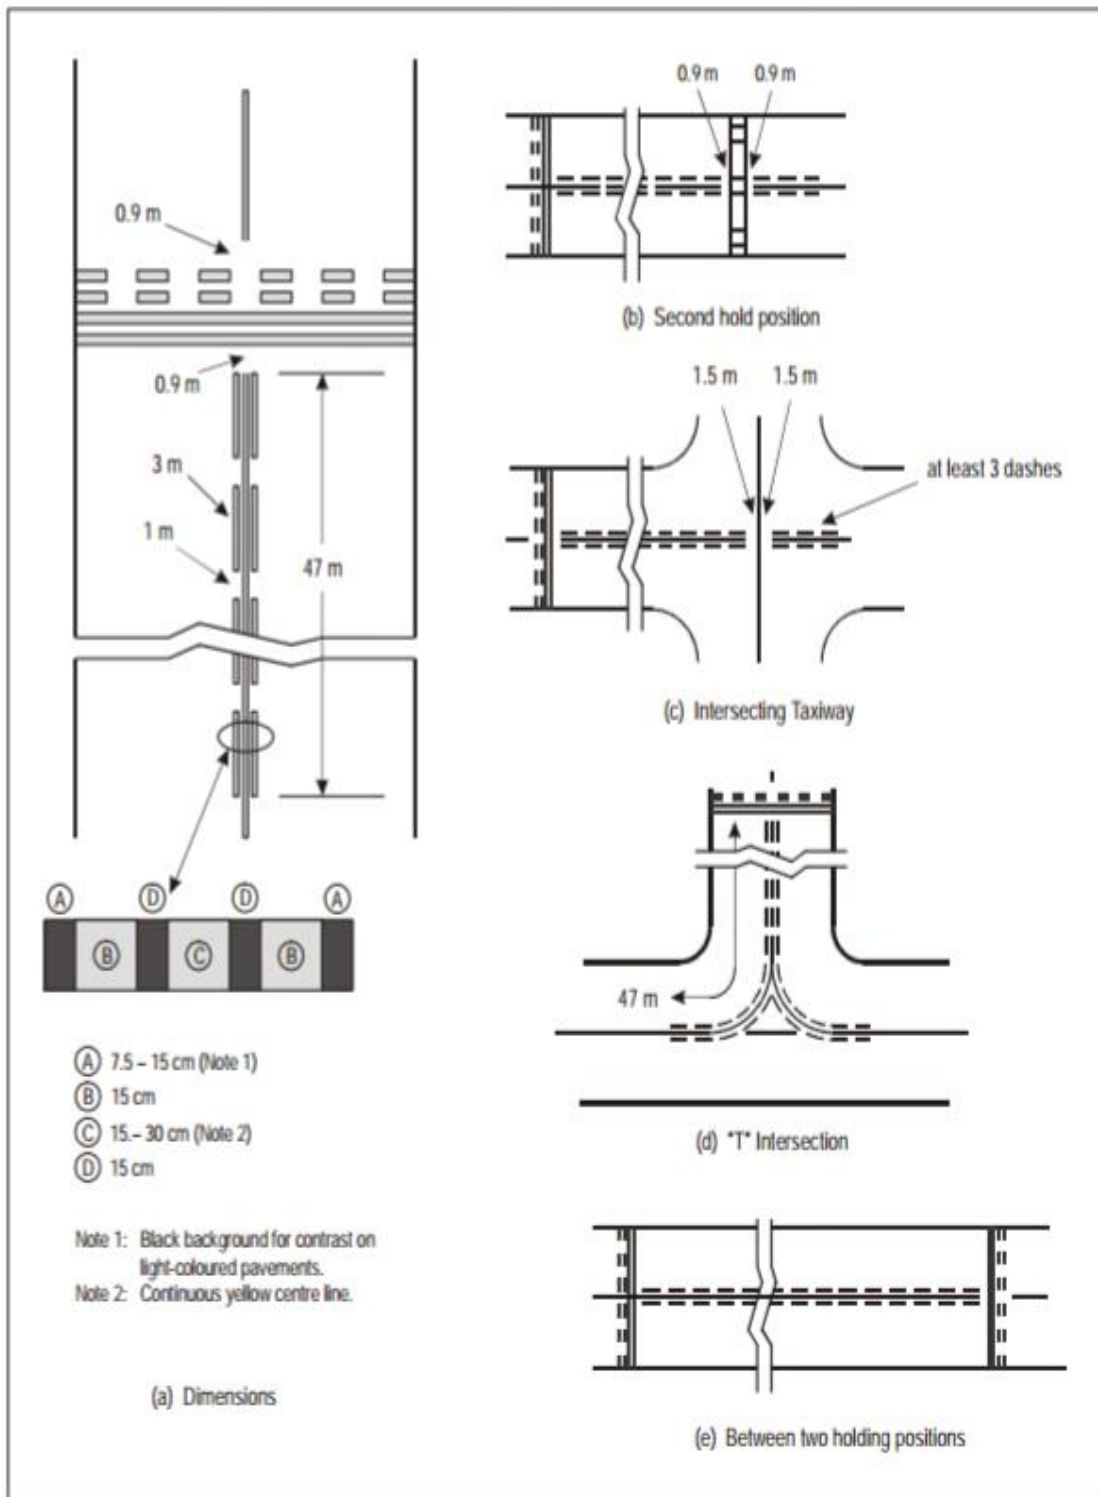 0.9 m
0.9 m
3 m
1 m
47 m
A D D A
B C B
A 7.5 – 15 cm (Note 1)
B 15 cm
C 15.– 30 cm (Note 2)
D 15 cm
Note 1: Black background for contrast on
light-coloured pavements.
Note 2: Continuous yellow centre line.
(a) Dimensions
0.9 m 0.9 m
(b) Second hold position
1.5 m 1.5 m
at least 3 dashes
(c) Intersecting Taxiway
47 m
(d) "T" Intersection
(e) Between two holding positions